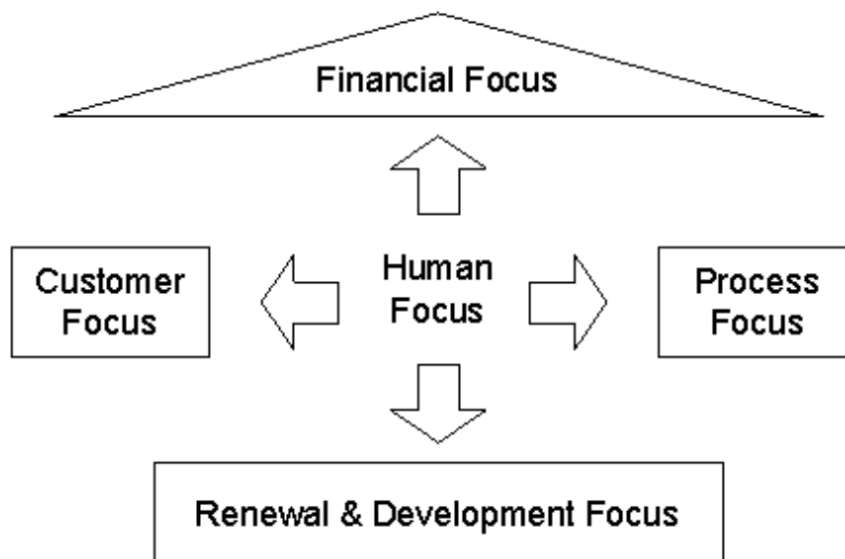 Financial Focus
Customer
Focus
Human
Focus
Process
Focus
Renewal & Development Focus